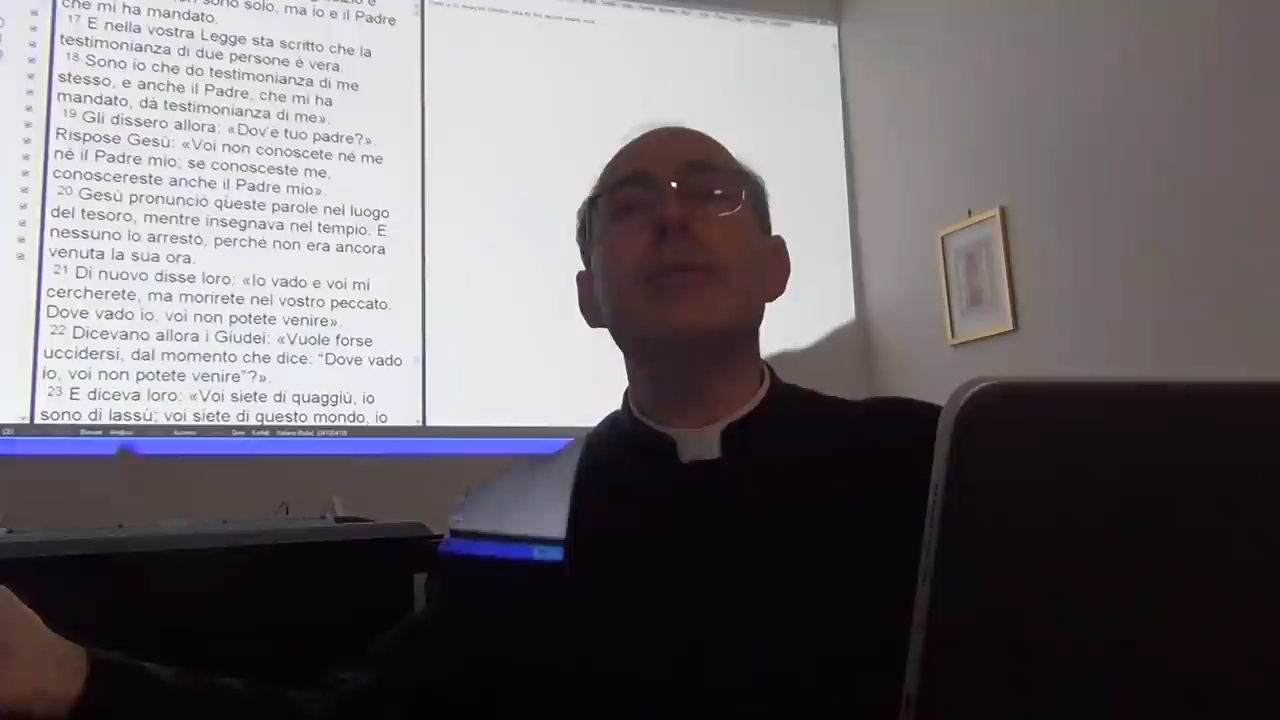 che mi ha mandato.
sono solo, ma io e il Padre
17 E nella vostra Legge sta scritto che la
testimonianza di due persone è vera.
18 Sono io che do testimonianza di me
stesso, e anche il Padre, che mi ha
mandato, dà testimonianza di me».
19 Gli dissero allora: «Dov'è tuo padre?».
Rispose Gesù: «Voi non conoscete né me
né il Padre mio; se conosceste me,
conoscereste anche il Padre mio».
20 Gesù pronunciò queste parole nel luogo
del tesoro, mentre insegnava nel tempio. E
nessuno lo arrestò, perché non era ancora
venuta la sua ora.
21 Di nuovo disse loro: «Io vado e voi mi
cercherete, ma morirete nel vostro peccato.
Dove vado io, voi non potete venire».
22 Dicevano allora i Giudei: «Vuole forse
uccidersi, dal momento che dice: "Dove vado
io, voi non potete venire"?».
23 E diceva loro: «Voi siete di quaggiù, io
sono di lassù; voi siete di questo mondo, io